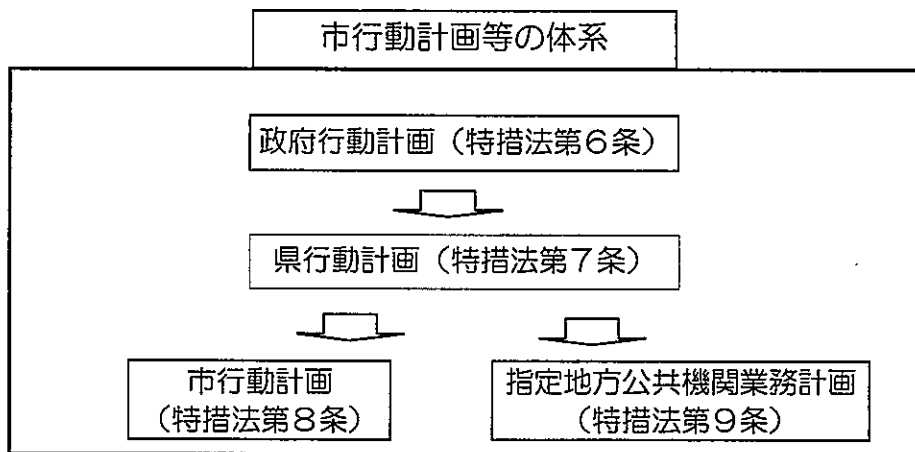 市行動計画等の体系
政府行動計画（特措法第６条）
県行動計画（特措法第７条）
市行動計画
（特措法第８条）
指定地方公共機関業務計画
（特措法第９条）